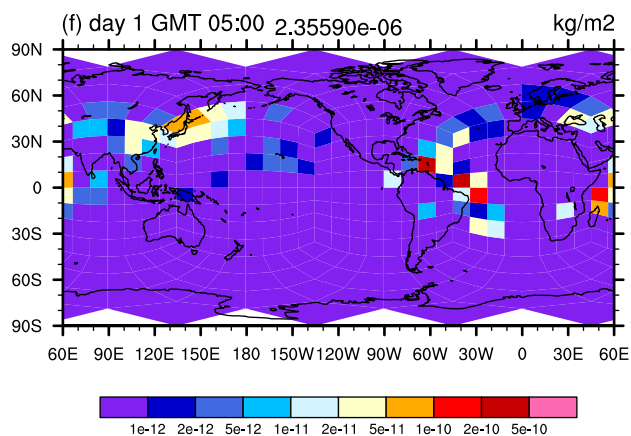 (f) day 1 GMT 05:00 2.35590e-06 kg/m2
90N
60N
30N
0
30S
60S
90S
60E 90E 120E 150E 180 150W 120W 90W 60W 30W 0 30E 60E
1e-12 2e-12 5e-12 1e-11 2e-11 5e-11 1e-10 2e-10 5e-10